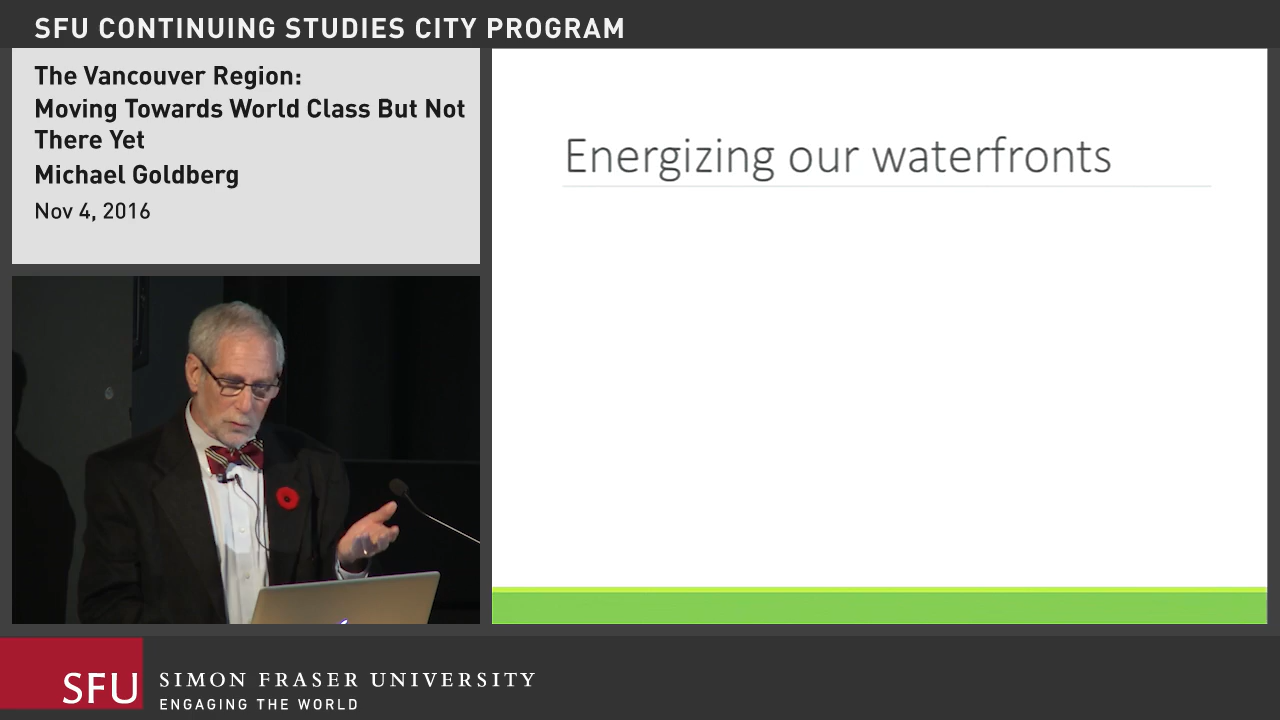 SFU CONTINUING STUDIES CITY PROGRAM
The Vancouver Region:
Moving Towards World Class But Not
There Yet
Michael Goldberg
Nov 4, 2016
Energizing our waterfronts
SFU
SIMON FRASER UNIVERSITY
ENGAGING THE WORLD